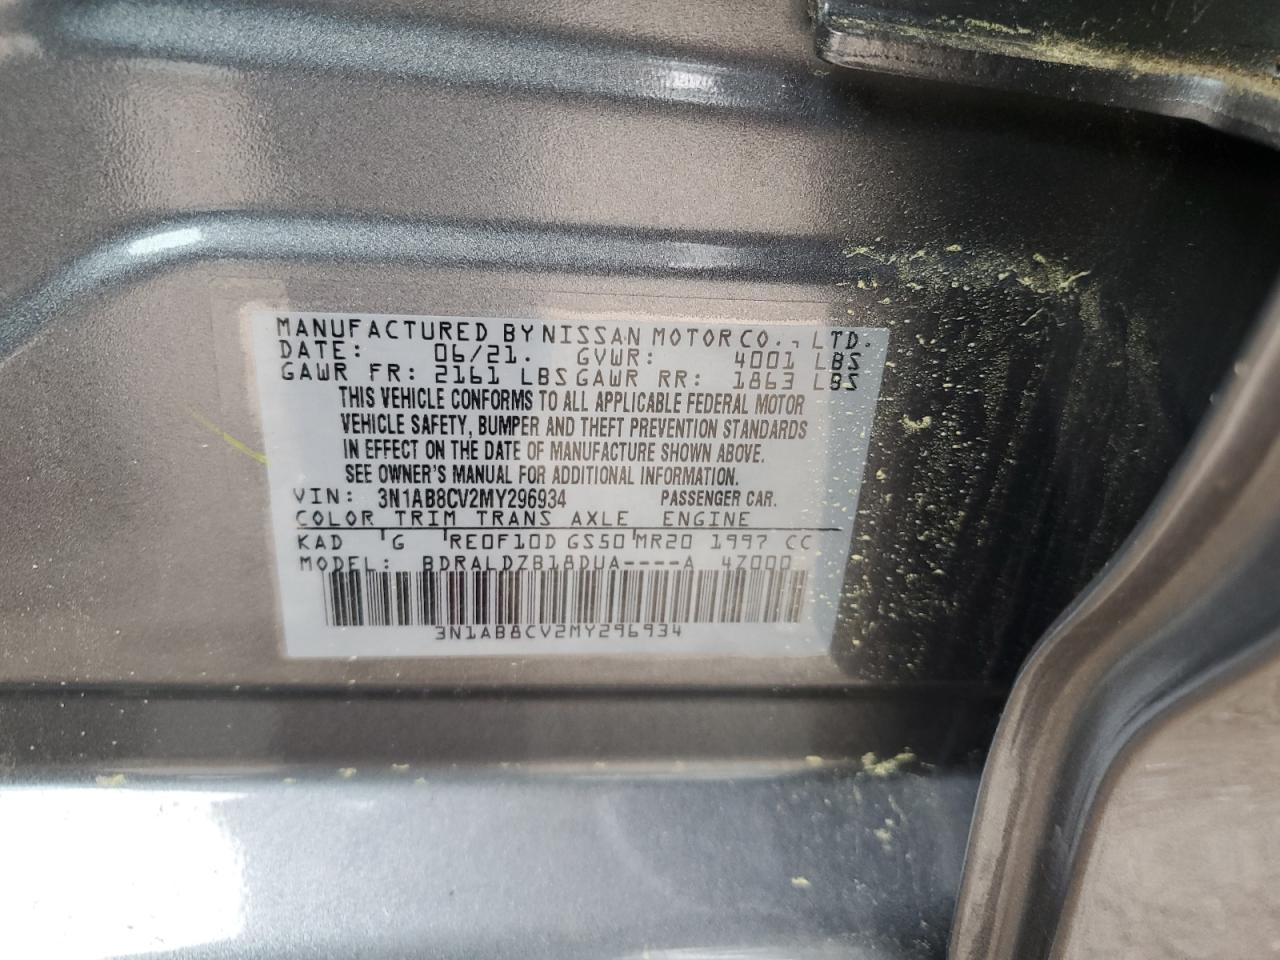 MANUFACTURED BY NISSAN MOTOR CO., LTD.
DATE: 06/21. GVWR: 4001 LBS
GAWR FR: 2161 LBS GAWR RR: 1863 LBS
THIS VEHICLE CONFORMS TO ALL APPLICABLE FEDERAL MOTOR
VEHICLE SAFETY, BUMPER AND THEFT PREVENTION STANDARDS
IN EFFECT ON THE DATE OF MANUFACTURE SHOWN ABOVE.
SEE OWNER'S MANUAL FOR ADDITIONAL INFORMATION.
VIN: 3N1AB8CV2MY296934 PASSENGER CAR.
COLOR TRIM TRANS AXLE ENGINE
KAD G RE0F10D GS50 MR20 1997 CC
MODEL: BDRALDZB18DUA----A 4Z000
3N1AB8CV2MY296934